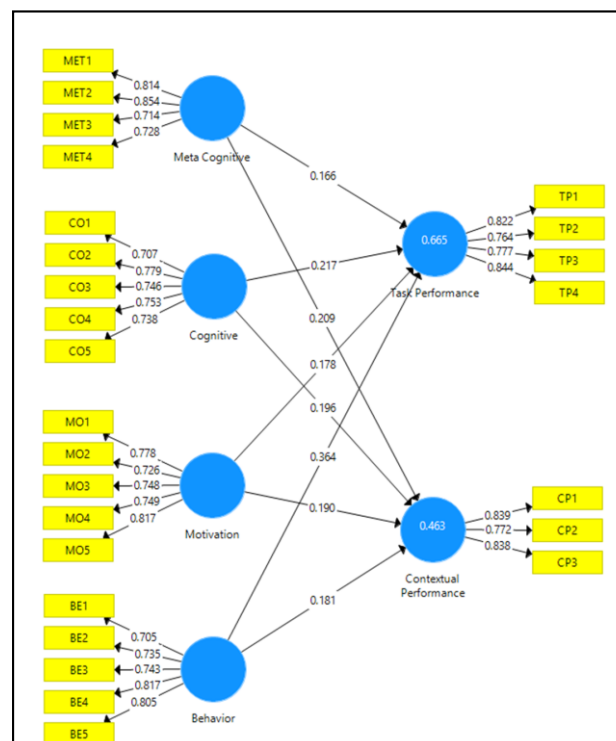 MET1
MET2
MET3
MET4
0.814
0.854
0.714
0.728
Meta Cognitive
CO1
CO2
CO3
CO4
CO5
0.707
0.779
0.746
0.753
0.738
Cognitive
MO1
MO2
MO3
MO4
MO5
0.778
0.726
0.748
0.749
0.817
Motivation
BE1
BE2
BE3
BE4
BE5
0.705
0.735
0.743
0.817
0.805
Behavior
0.166
0.217
0.209
0.178
0.196
0.364
0.190
0.181
0.665
Task Performance
0.822
0.764
0.777
0.844
TP1
TP2
TP3
TP4
0.463
Contextual
Performance
0.839
0.772
0.838
CP1
CP2
CP3